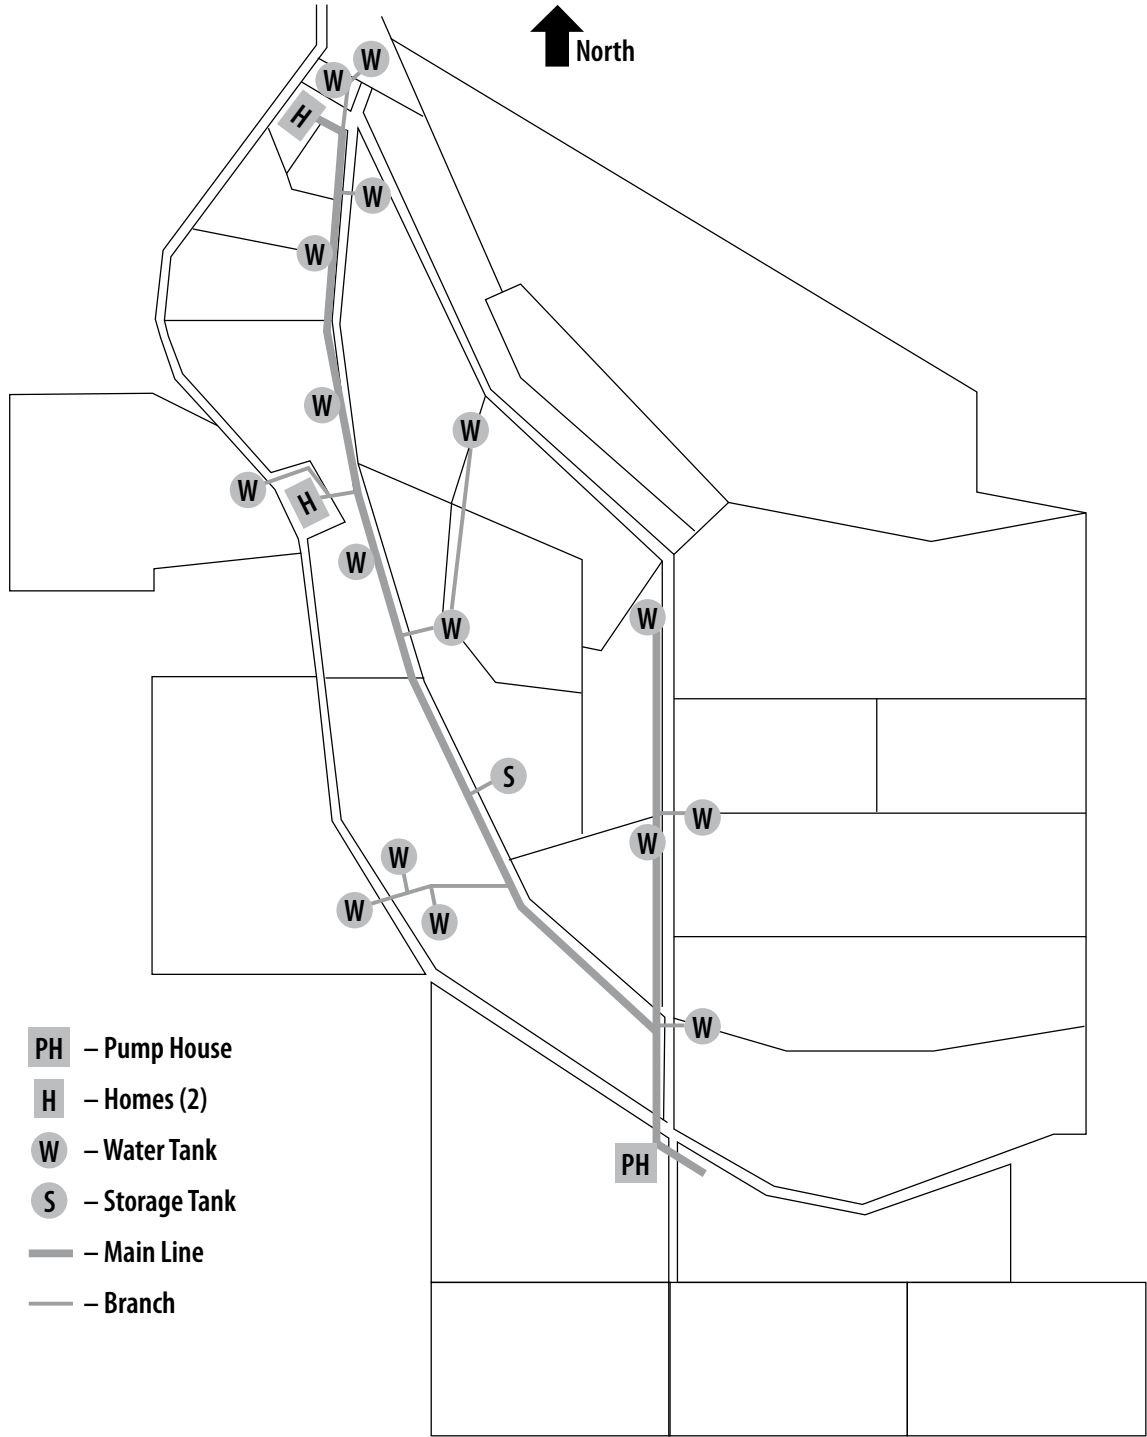 North
W
W
H
W
W
W
W
W
H
W
W
W
S
W
W
W
W
W
W
W
PH
PH – Pump House
H – Homes (2)
W – Water Tank
S – Storage Tank
– Main Line
– Branch